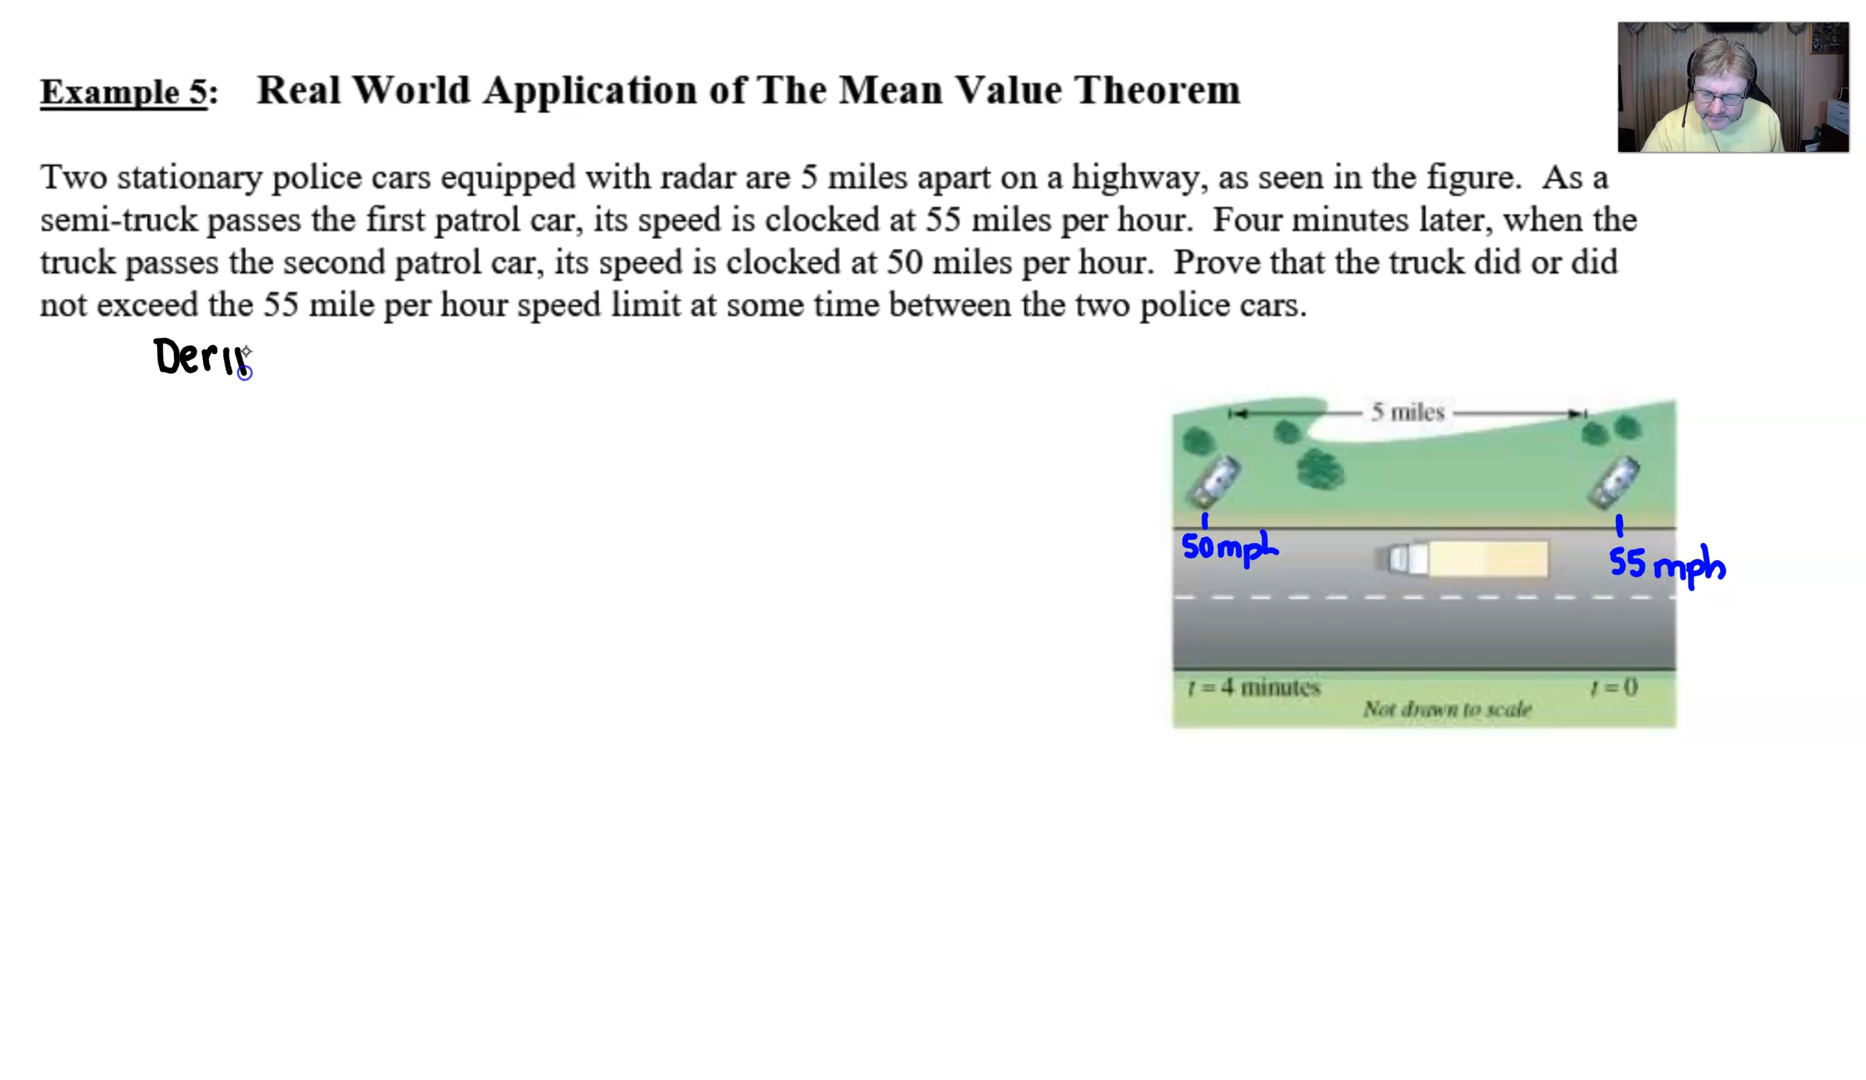 Example 5: Real World Application of The Mean Value Theorem
Two stationary police cars equipped with radar are 5 miles apart on a highway, as seen in the figure. As a
semi-truck passes the first patrol car, its speed is clocked at 55 miles per hour. Four minutes later, when the
truck passes the second patrol car, its speed is clocked at 50 miles per hour. Prove that the truck did or did
not exceed the 55 mile per hour speed limit at some time between the two police cars.
5 miles
50mph
55 mph
t = 4 minutes
t = 0
Not drawn to scale